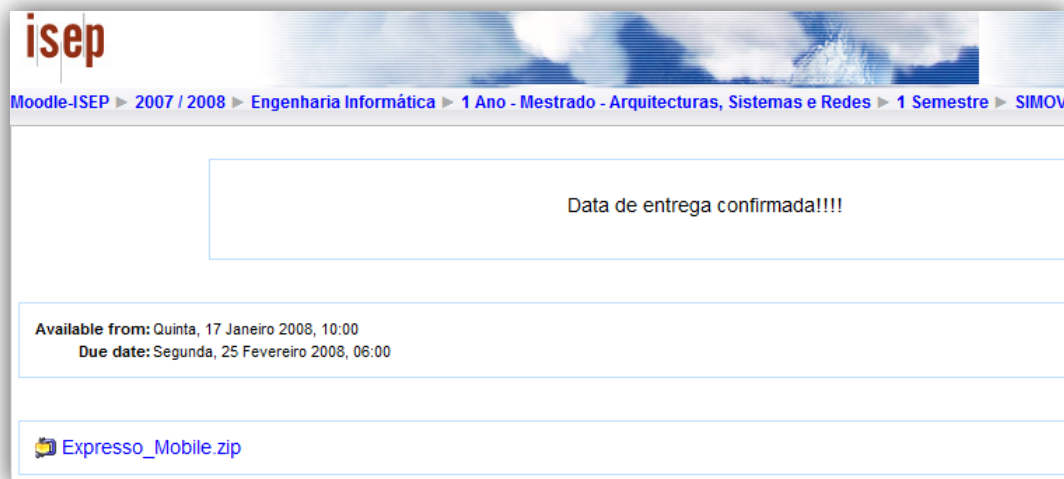 isep
Moodle-ISEP ► 2007 / 2008 ► Engenharia Informática ► 1 Ano - Mestrado - Arquitecturas, Sistemas e Redes ► 1 Semestre ► SIMOV
Data de entrega confirmada!!!!
Available from: Quinta, 17 Janeiro 2008, 10:00
Due date: Segunda, 25 Fevereiro 2008, 06:00
Expresso_Mobile.zip